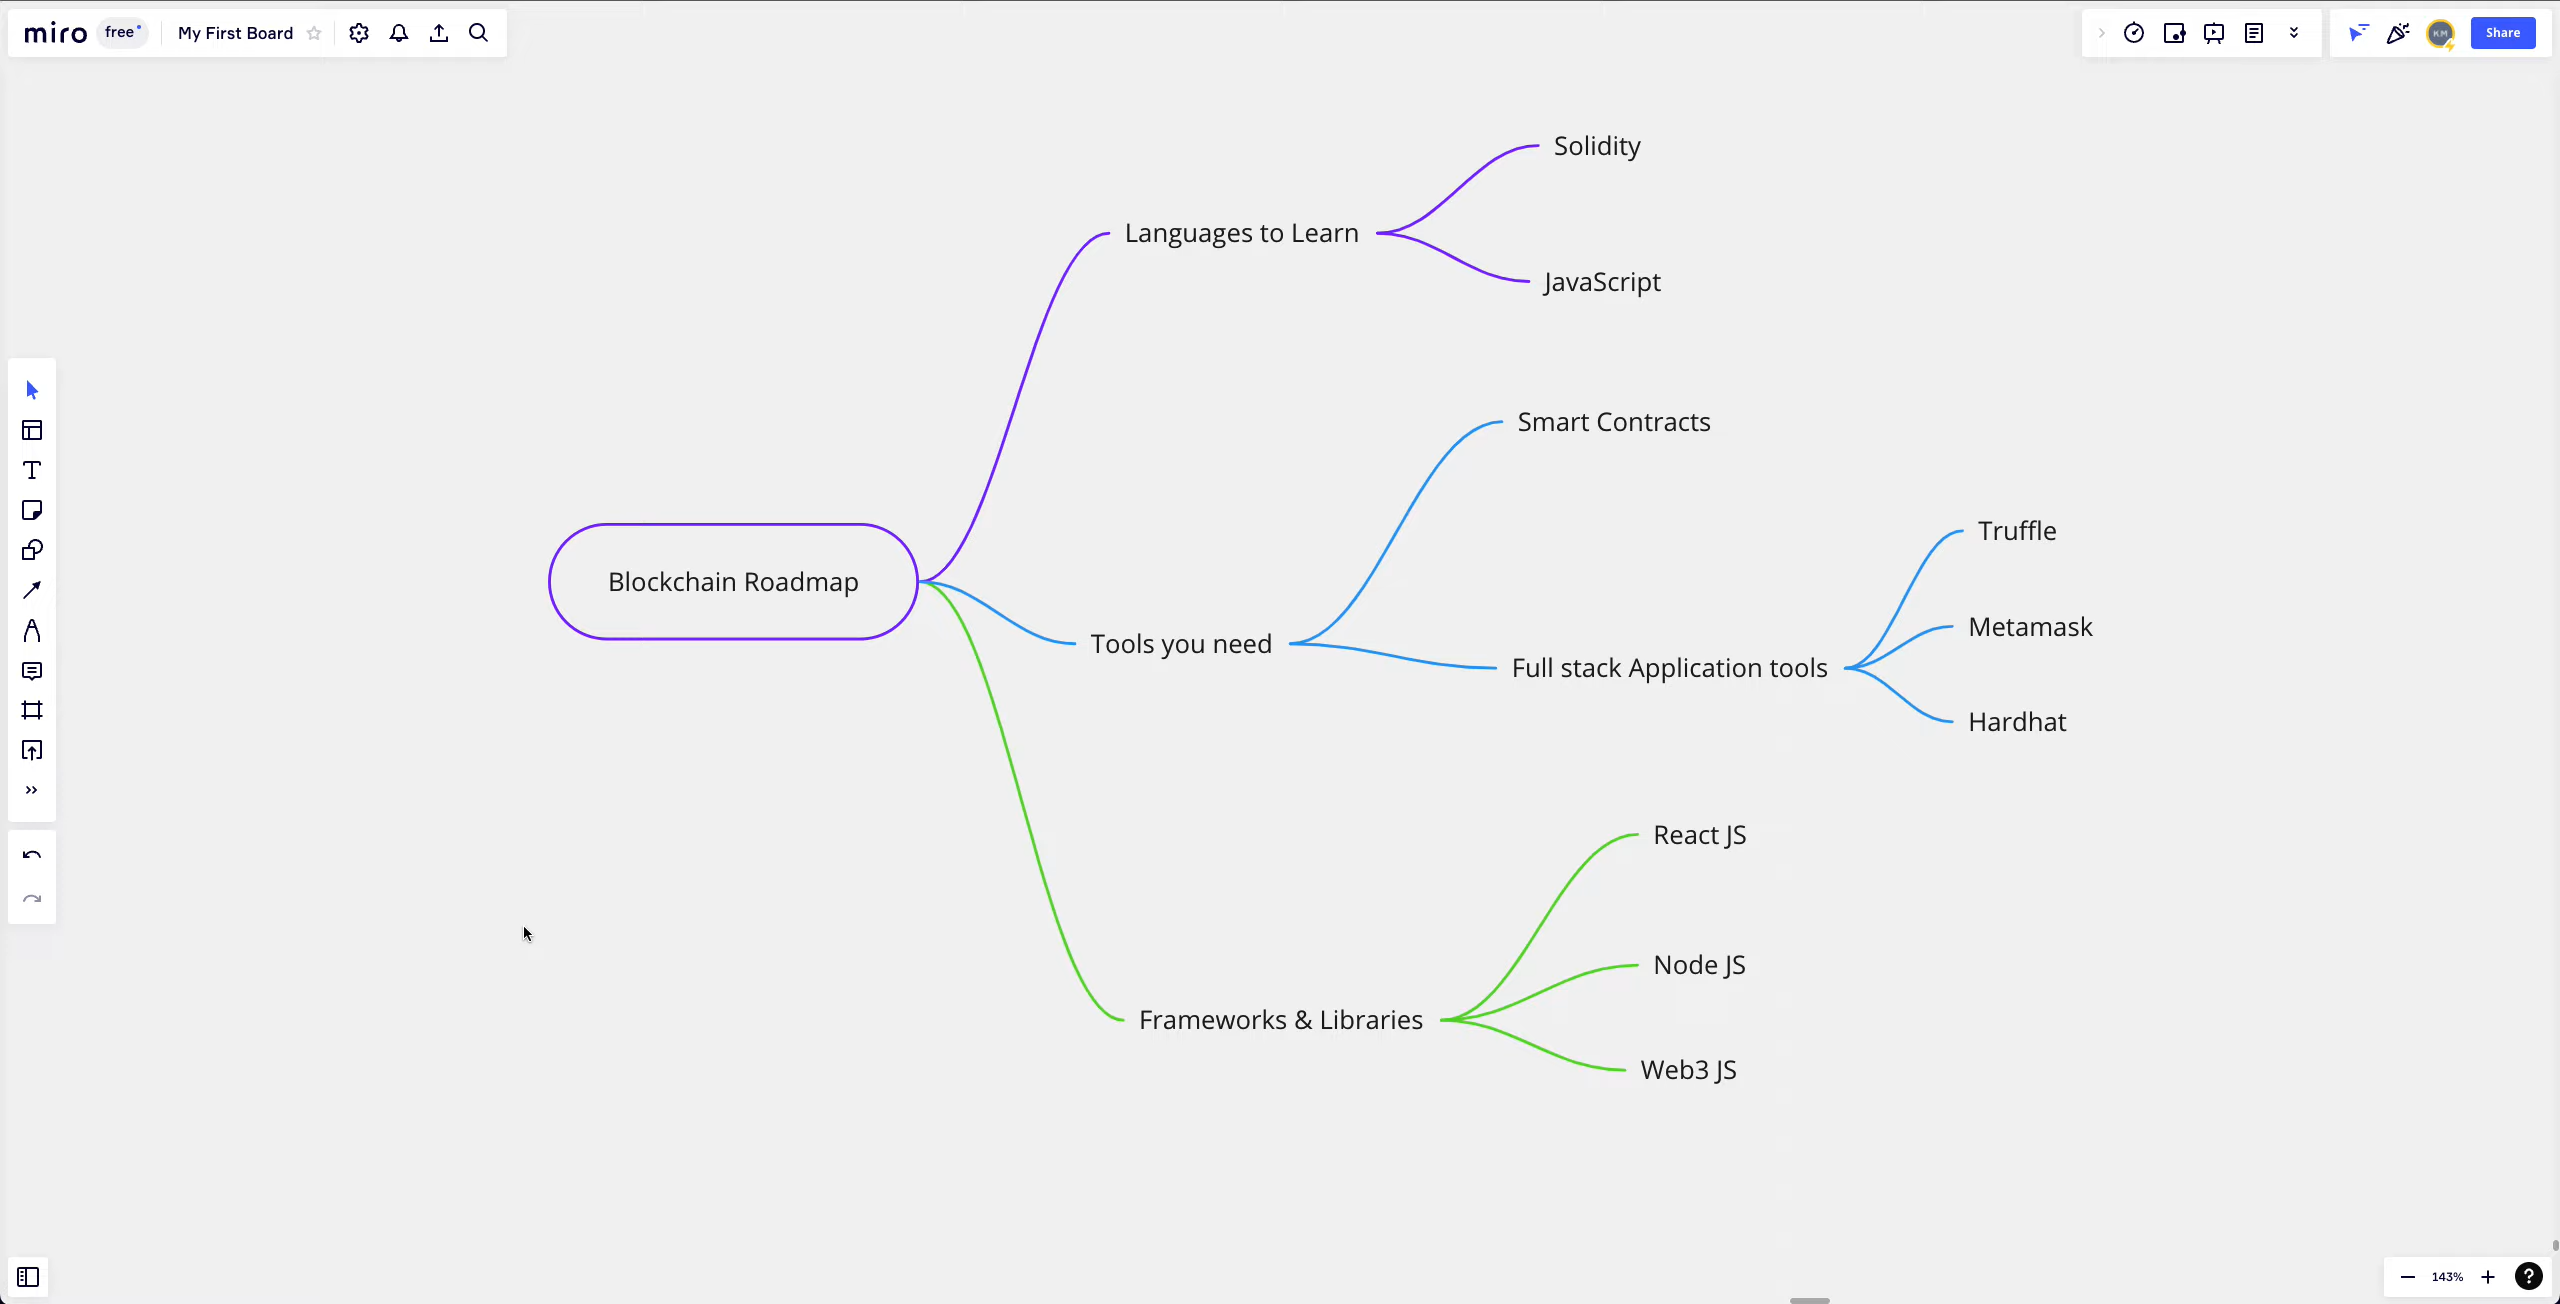 miro free My First Board
Share
KM
Solidity
Languages to Learn
JavaScript
Smart Contracts
Truffle
Blockchain Roadmap
Metamask
Tools you need
Full stack Application tools
Hardhat
React JS
Node JS
Frameworks & Libraries
Web3 JS
143%